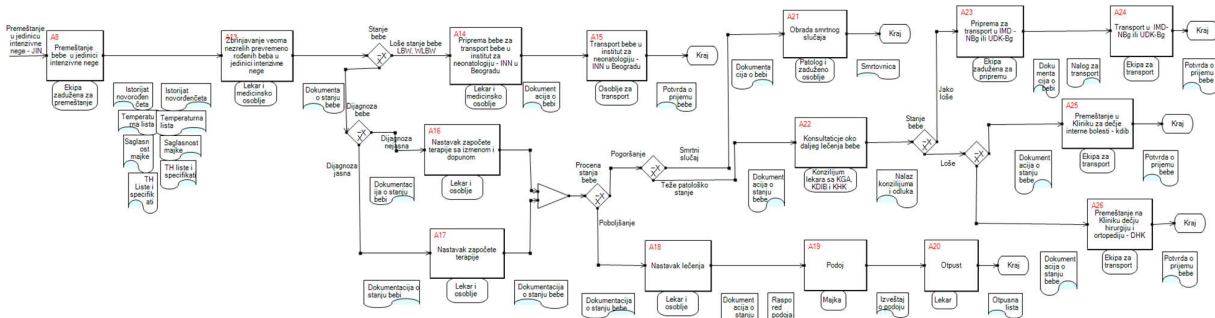 Premeštanje
u jedinicu
intenzivne
nege - JIN
A8
Premeštanje
bebe u jedinici
intenzivne nege
Ekipa
zadužena za
premeštanje
Istorijat
novorođen
četa
Istorijat
novorđenčeta
Temperatu
rna lista
Temperaturna
lista
Saglasn
ost
majke
Saglasnost
majke
TH
Liste i
specifik
ati
TH liste i
specifikati
A13
Zbrinjavanje veoma
nezrelih prevremeno
rođenih beba u
jedinici intenzivne
nege
Lekar i
medicinsko
osoblje
Dokumenta
o stanju
bebe
Stanje
bebe
Loše stanje bebe
LBW, WLBW
A14
Priprema bebe za
transport bebe u
institut za
neonatologiju
- INN u Beogradu
Lekar i
medicinsko
osoblje
Dokument
acija o bebi
A15
Transport bebe u
institut za
neonatologiju -
INN u Beogradu
Osoblje za
transport
Potvrda o
prijemu bebe
Kraj
Dijagnoza
bebe
Dijagnoza
nejasna
Dijagnoza
jasna
A16
Nastavak započete
terapije sa izmenom i
dopunom
Lekar i osoblje
Dokumentac
ija o stanju
bebi
A17
Nastavak započete
terapije
Lekar i
osoblje
Dokumentacija o
stanju bebi
Dokumentacija
o stanju bebe
Procena
stanja
bebe
Pogoršanje
Poboljšanje
Smrtni
slučaj
Teže patološko
stanje
A21
Obrada smrtnog
slučaja
Patolog i
zaduženo
osoblje
Dokumenta
cija o bebi
Smrtovnica
Kraj
A22
Konsultacije oko
daljeg lečenja bebe
Konzilijum
lekara sa KGA,
KDIB i KHK
Dokument
acija o
stanju bebe
Nalaz
konzilijuma
i odluka
Stanje
bebe
Jako
loše
Loše
A23
Priprema za
transport u IMD -
NBg ili UDK-Bg
Ekipa
zadužena za
pripremu
Doku
menta
cija o
bebi
Nalog za
transport
A24
Transport u IMD-
NBg ili UDK-Bg
Ekipa za
transport
Potvrda o
prijemu
bebe
Kraj
A25
Premeštanje u
Kliniku za dečje
interne bolesti - kdib
Ekipa za
transport
Dokument
acija o
stanju
bebe
Potvrda o
prijemu
bebe
Kraj
A26
Premeštanje na
Kliniku dečju
hirurgiju i
ortopediju - DHK
Ekipa za
transport
Dokument
acija o
stanju
bebe
Potvrda o
prijemu
bebe
Kraj
A18
Nastavak lečenja
Lekar i
osoblje
Dokumentacija
o stanju bebe
Dokument
acija o
stanju
A19
Podoj
Majka
Raspo
red
podoja
Izveštaj
o podoju
A20
Otpust
Lekar
Otpusna
lista
Kraj